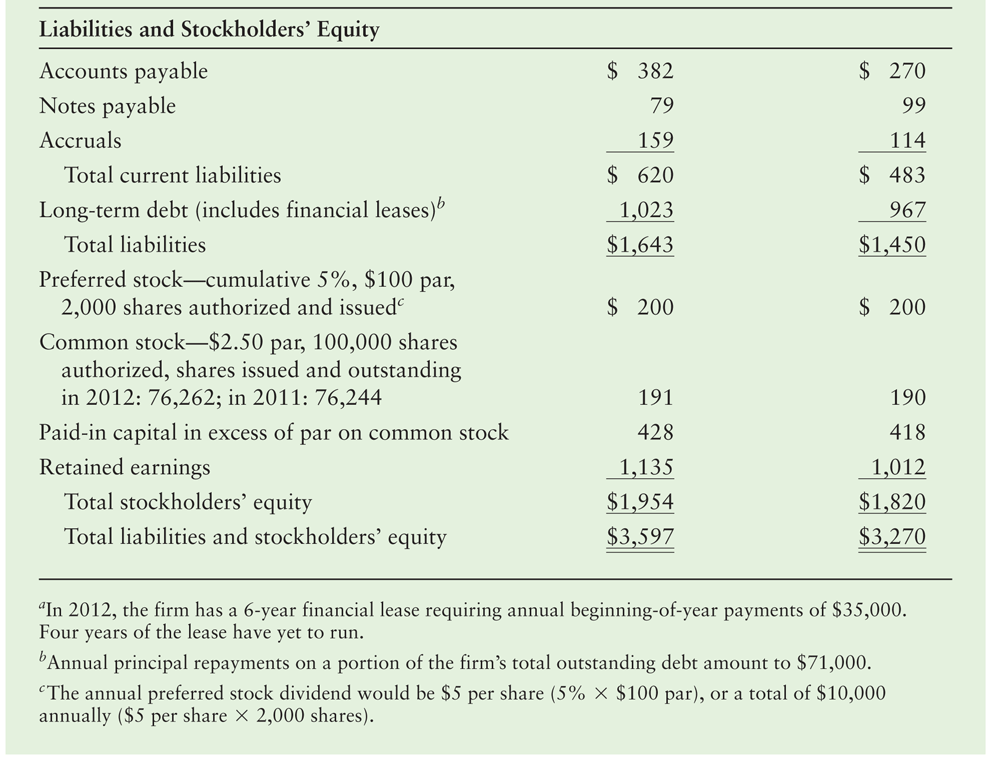 Liabilities and Stockholders’ Equity
Accounts payable $ 382 $ 270
Notes payable 79 99
Accruals 159 114
Total current liabilities $ 620 $ 483
Long-term debt (includes financial leases)b 1,023 967
Total liabilities $1,643 $1,450
Preferred stock—cumulative 5%, $100 par,
2,000 shares authorized and issuedc $ 200 $ 200
Common stock—$2.50 par, 100,000 shares
authorized, shares issued and outstanding
in 2012: 76,262; in 2011: 76,244 191 190
Paid-in capital in excess of par on common stock 428 418
Retained earnings 1,135 1,012
Total stockholders’ equity $1,954 $1,820
Total liabilities and stockholders’ equity $3,597 $3,270
aIn 2012, the firm has a 6-year financial lease requiring annual beginning-of-year payments of $35,000.
Four years of the lease have yet to run.
bAnnual principal repayments on a portion of the firm’s total outstanding debt amount to $71,000.
cThe annual preferred stock dividend would be $5 per share (5% × $100 par), or a total of $10,000
annually ($5 per share × 2,000 shares).